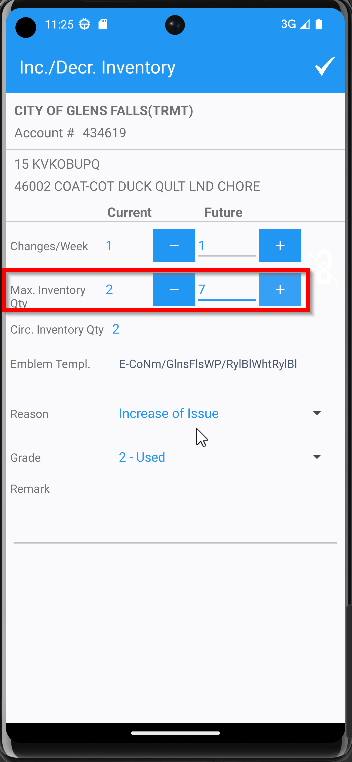 11:25 3G
Inc./Decr. Inventory
CITY OF GLENS FALLS(TRMT)
Account # 434619
15 KVKOBUPQ
46002 COAT-COT DUCK QULT LND CHORE
Current Future
Changes/Week 1 − 1 +
Max. Inventory Qty 2 − 7 +
Circ. Inventory Qty 2
Emblem Templ. E-CoNm/GlnsFlsWP/RylBlWhtRylBl
Reason Increase of Issue
Grade 2 - Used
Remark